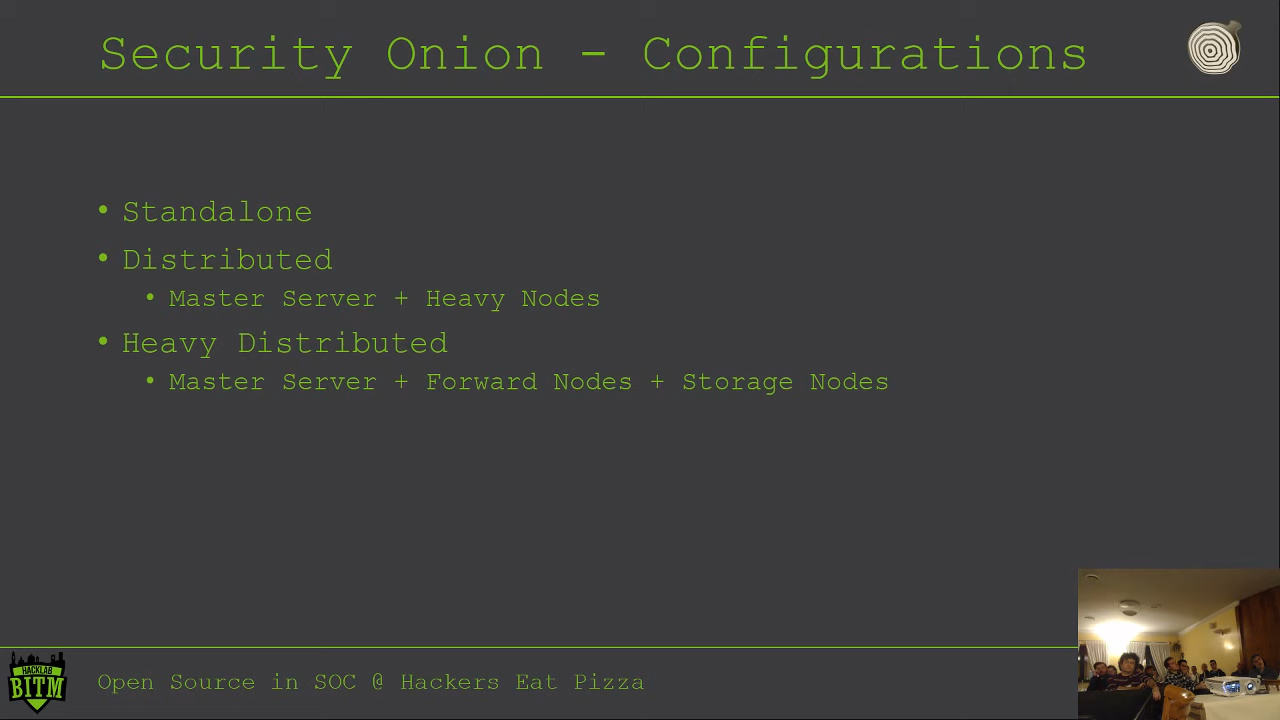 Security Onion - Configurations
• Standalone
• Distributed
• Master Server + Heavy Nodes
• Heavy Distributed
• Master Server + Forward Nodes + Storage Nodes
HACKLAB
BITM
Open Source in SOC @ Hackers Eat Pizza